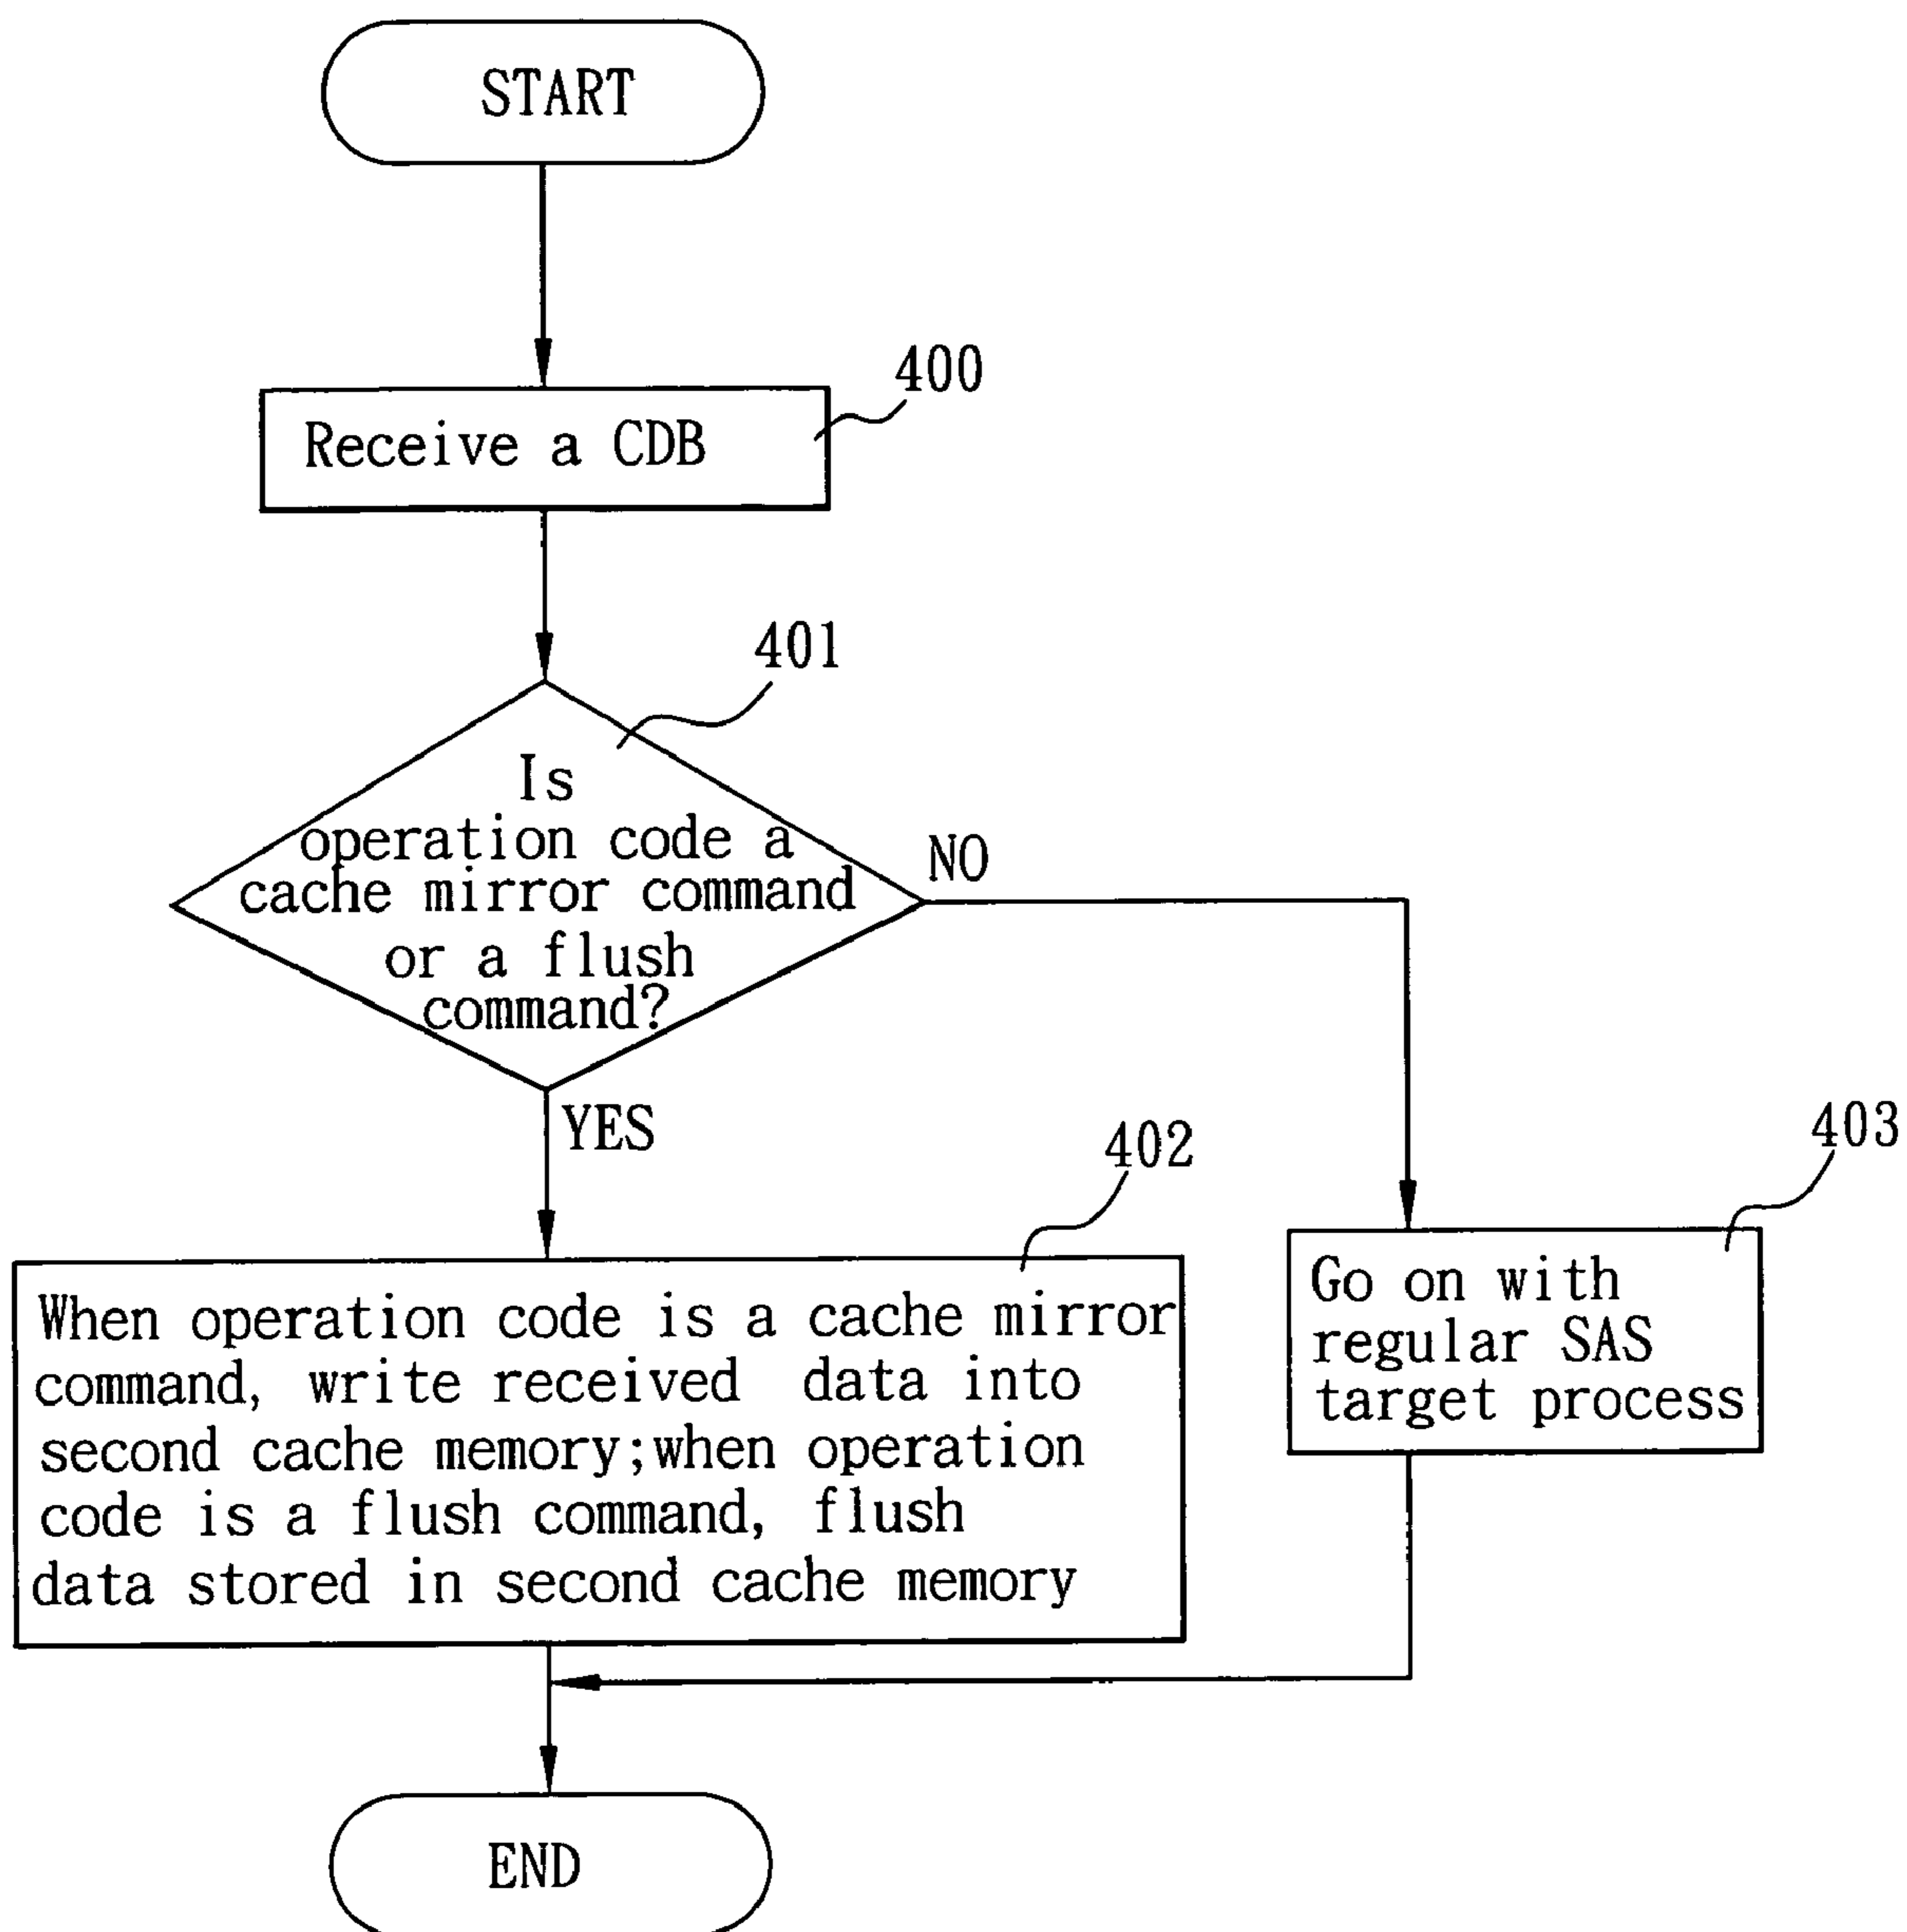 START
400
Receive a CDB
401
Is
operation code a
cache mirror command
or a flush
command?
NO
YES
402
When operation code is a cache mirror
command, write received data into
second cache memory;when operation
code is a flush command, flush
data stored in second cache memory
403
Go on with
regular SAS
target process
END